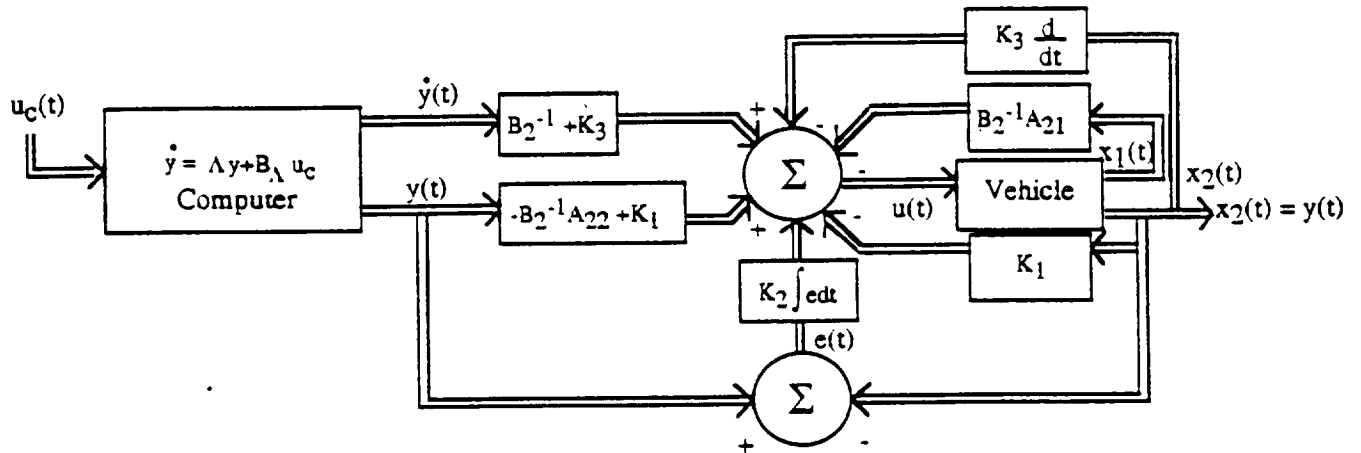 K₃ d/dt
u_c(t)
ẏ(t)
B₂⁻¹ +K₃
+
-
B₂⁻¹A₂₁
ẏ = Λy+B_Λ u_c
Computer
Σ
-
-
x₁(t)
Vehicle
x₂(t)
y(t)
-B₂⁻¹A₂₂ +K₁
+
+
-
u(t)
x₂(t) = y(t)
K₁
K₂∫edt
e(t)
Σ
+
-